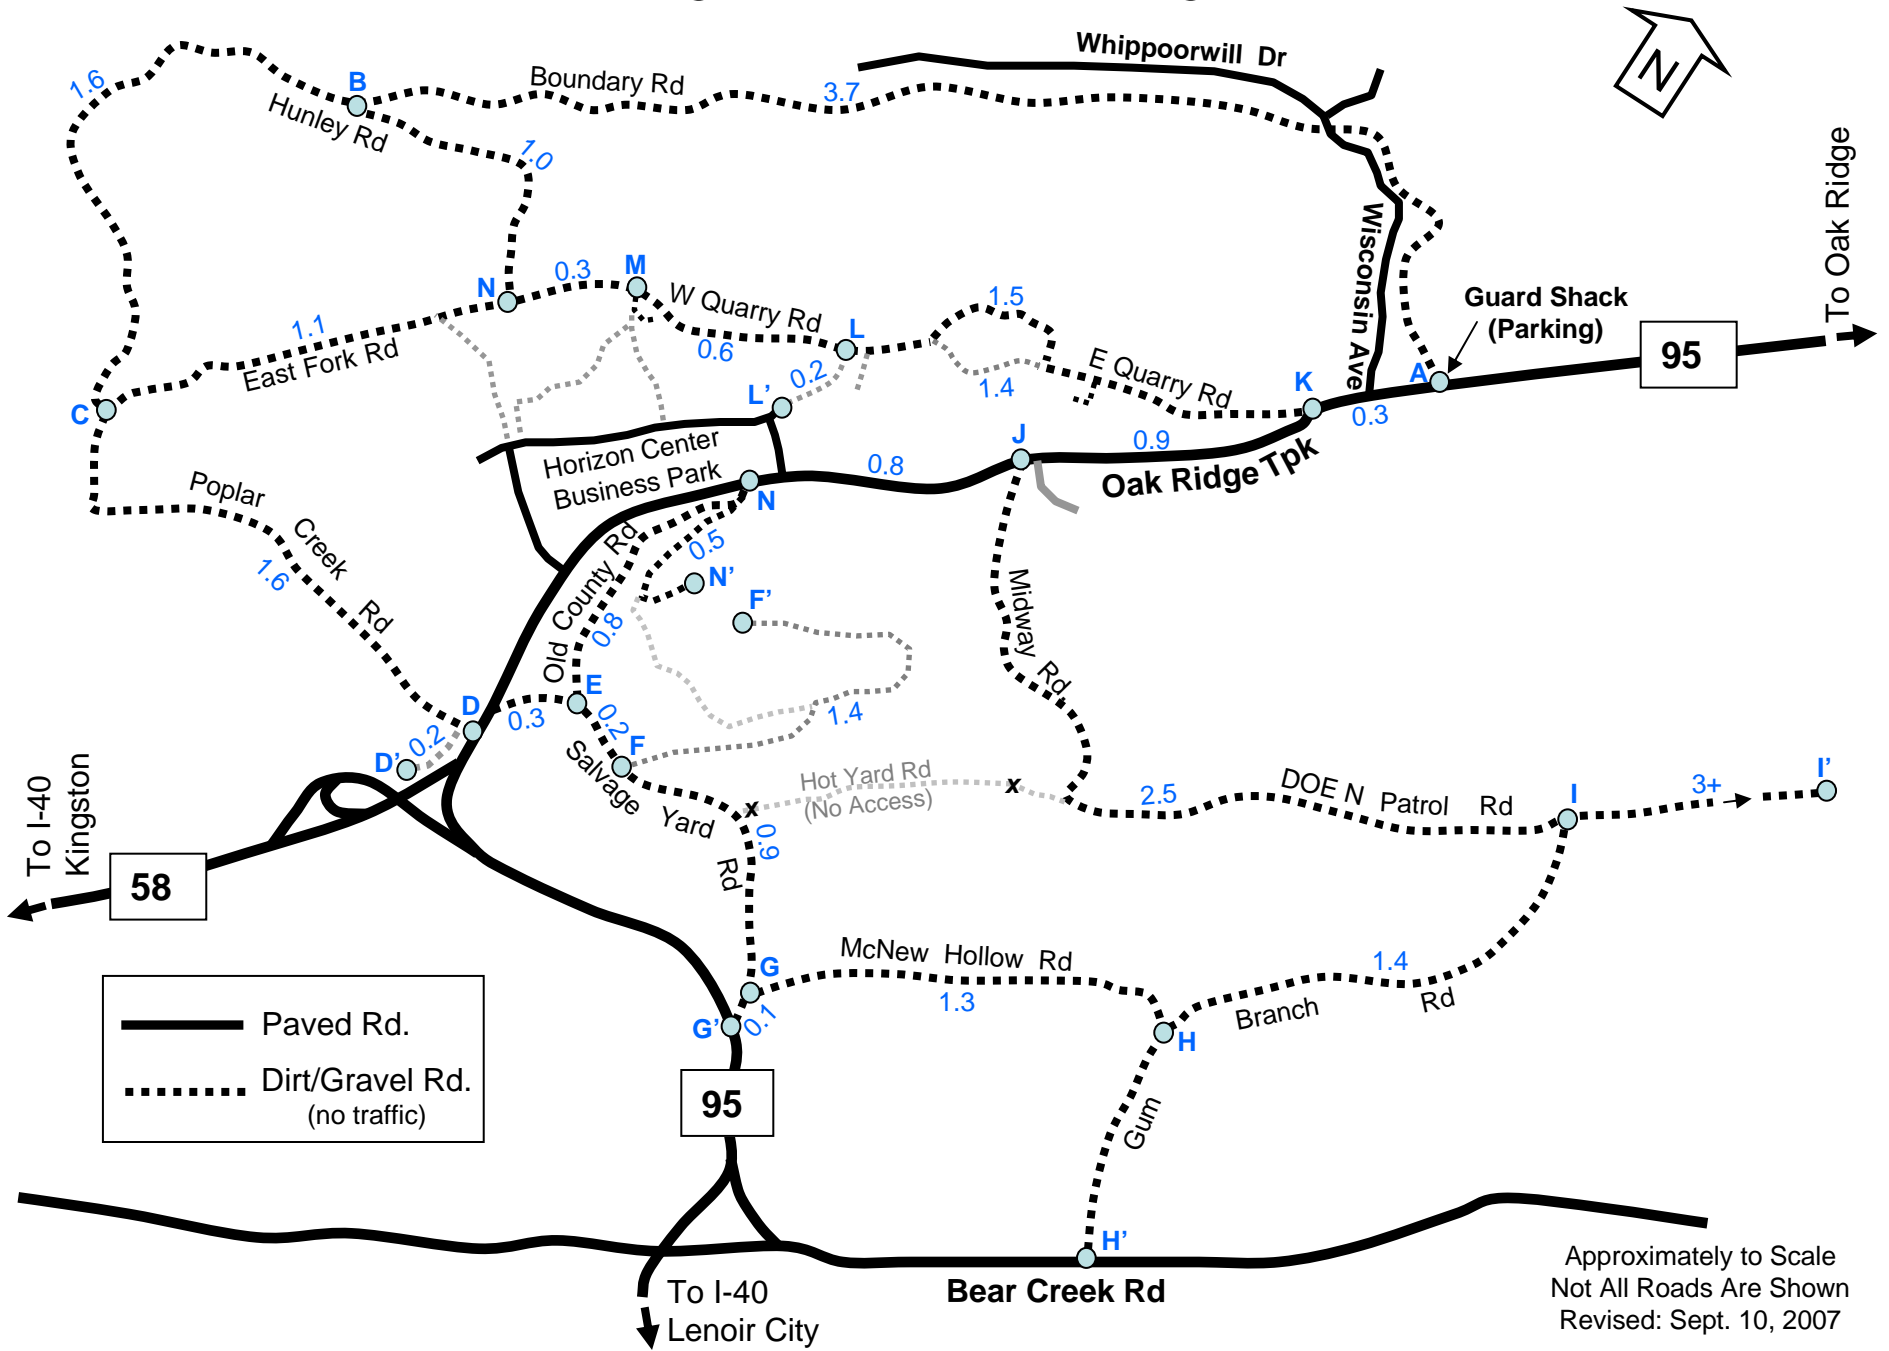 Whippoorwill Dr
N
1.6
B
Boundary Rd
3.7
Hunley Rd
1.0
To Oak Ridge
Wisconsin Ave
N
0.3
M
W Quarry Rd
0.6
L
1.5
1.4
E Quarry Rd
K
A
0.3
Guard Shack
(Parking)
95
1.1
East Fork Rd
C
L'
0.2
Horizon Center
Business Park
N
0.8
J
0.9
Oak Ridge Tpk
Poplar
Creek
Rd
1.6
Old County Rd
0.8
0.5
N'
F'
Midway
Rd
D
0.3
E
0.2
F
1.4
D'
0.2
Salvage
Yard
Rd
0.9
x
Hot Yard Rd
(No Access)
x
2.5
DOE N Patrol Rd
I
3+
I'
To I-40
Kingston
58
G
McNew Hollow Rd
1.3
G'
0.1
H
Gum
Branch
Rd
1.4
Paved Rd.
Dirt/Gravel Rd.
(no traffic)
95
H'
Bear Creek Rd
To I-40
Lenoir City
Approximately to Scale
Not All Roads Are Shown
Revised: Sept. 10, 2007